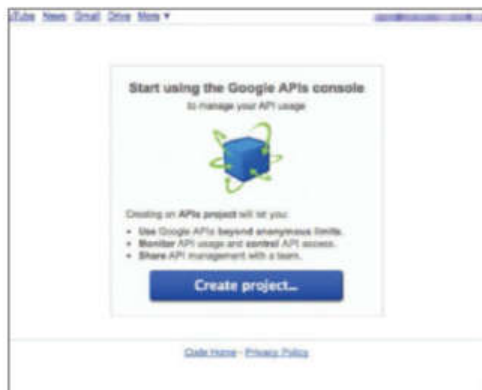 uTube News Gmail Drive More ▼
Start using the Google APIs console
to manage your API usage
Creating an APIs project will let you:
• Use Google APIs beyond anonymous limits.
• Monitor API usage and control API access.
• Share API management with a team.
Create project...
Code Home - Privacy Policy